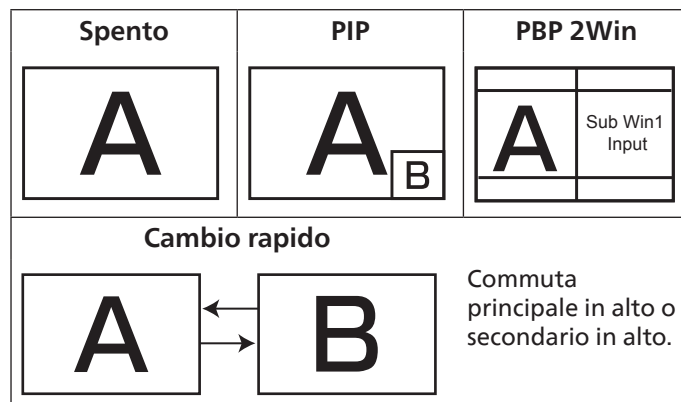 Spento
PIP
PBP 2Win
A
A
B
A
Sub Win1
Input
Cambio rapido
A
B
Commuta
principale in alto o
secondario in alto.